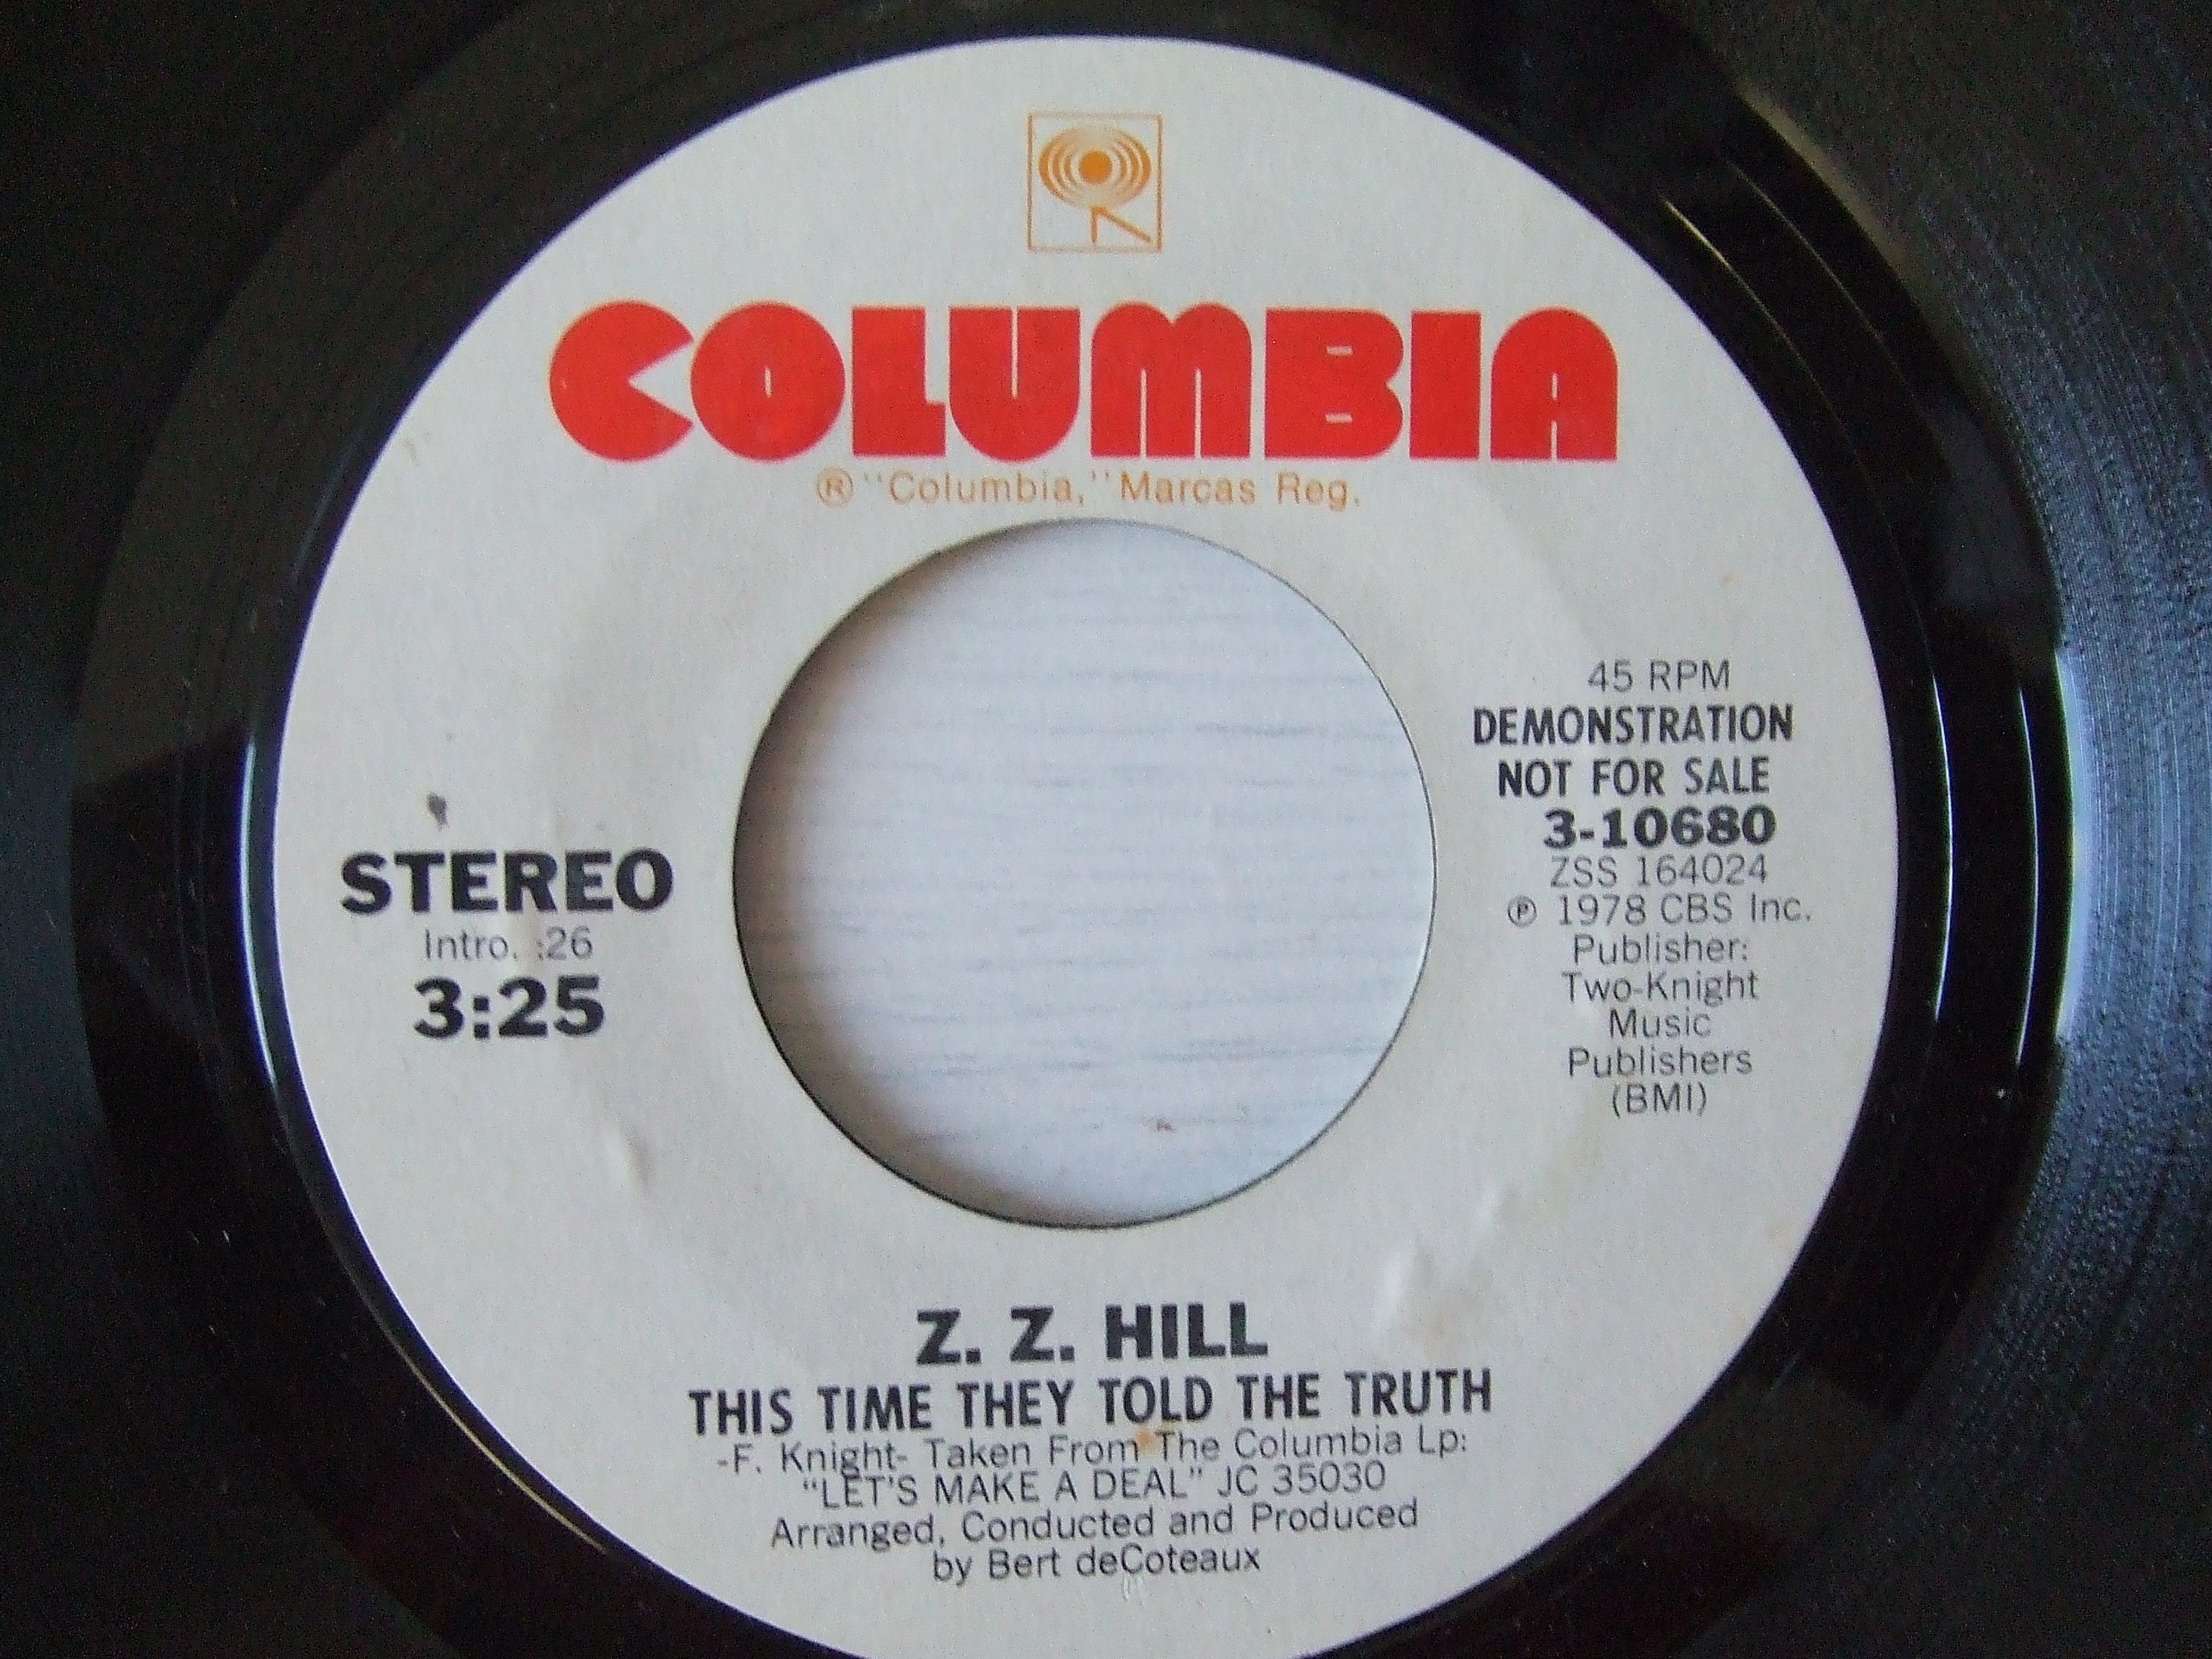 COLUMBIA
® "Columbia," Marcas Reg.
45 RPM
DEMONSTRATION
NOT FOR SALE
3-10680
ZSS 164024
℗ 1978 CBS Inc.
Publisher:
Two-Knight
Music
Publishers
(BMI)
STEREO
Intro. :26
3:25
Z. Z. HILL
THIS TIME THEY TOLD THE TRUTH
-F. Knight- Taken From The Columbia Lp:
"LET'S MAKE A DEAL" JC 35030
Arranged, Conducted and Produced
by Bert deCoteaux